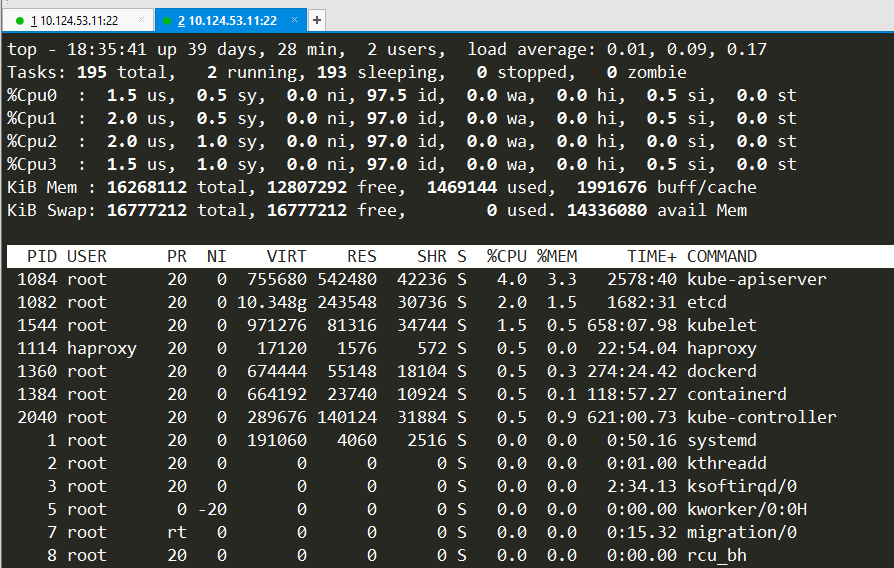 1 10.124.53.11:22 × 2 10.124.53.11:22 × +
top - 18:35:41 up 39 days, 28 min,  2 users,  load average: 0.01, 0.09, 0.17
Tasks: 195 total,   2 running, 193 sleeping,   0 stopped,   0 zombie
%Cpu0  :  1.5 us,  0.5 sy,  0.0 ni, 97.5 id,  0.0 wa,  0.0 hi,  0.5 si,  0.0 st
%Cpu1  :  2.0 us,  0.5 sy,  0.0 ni, 97.0 id,  0.0 wa,  0.0 hi,  0.5 si,  0.0 st
%Cpu2  :  2.0 us,  1.0 sy,  0.0 ni, 97.0 id,  0.0 wa,  0.0 hi,  0.0 si,  0.0 st
%Cpu3  :  1.5 us,  1.0 sy,  0.0 ni, 97.0 id,  0.0 wa,  0.0 hi,  0.5 si,  0.0 st
KiB Mem : 16268112 total, 12807292 free,  1469144 used,  1991676 buff/cache
KiB Swap: 16777212 total, 16777212 free,        0 used. 14336080 avail Mem
PID USER      PR  NI    VIRT    RES    SHR S  %CPU %MEM     TIME+ COMMAND
1084 root      20   0  755680 542480  42236 S   4.0  3.3   2578:40 kube-apiserver
1082 root      20   0 10.348g 243548  30736 S   2.0  1.5   1682:31 etcd
1544 root      20   0  971276  81316  34744 S   1.5  0.5 658:07.98 kubelet
1114 haproxy   20   0   17120   1576    572 S   0.5  0.0  22:54.04 haproxy
1360 root      20   0  674444  55148  18104 S   0.5  0.3 274:24.42 dockerd
1384 root      20   0  664192  23740  10924 S   0.5  0.1 118:57.27 containerd
2040 root      20   0  289676 140124  31884 S   0.5  0.9 621:00.73 kube-controller
1 root      20   0  191060   4060   2516 S   0.0  0.0   0:50.16 systemd
2 root      20   0       0      0      0 S   0.0  0.0   0:01.00 kthreadd
3 root      20   0       0      0      0 S   0.0  0.0   2:34.13 ksoftirqd/0
5 root       0 -20       0      0      0 S   0.0  0.0   0:00.00 kworker/0:0H
7 root      rt   0       0      0      0 S   0.0  0.0   0:15.32 migration/0
8 root      20   0       0      0      0 S   0.0  0.0   0:00.00 rcu_bh